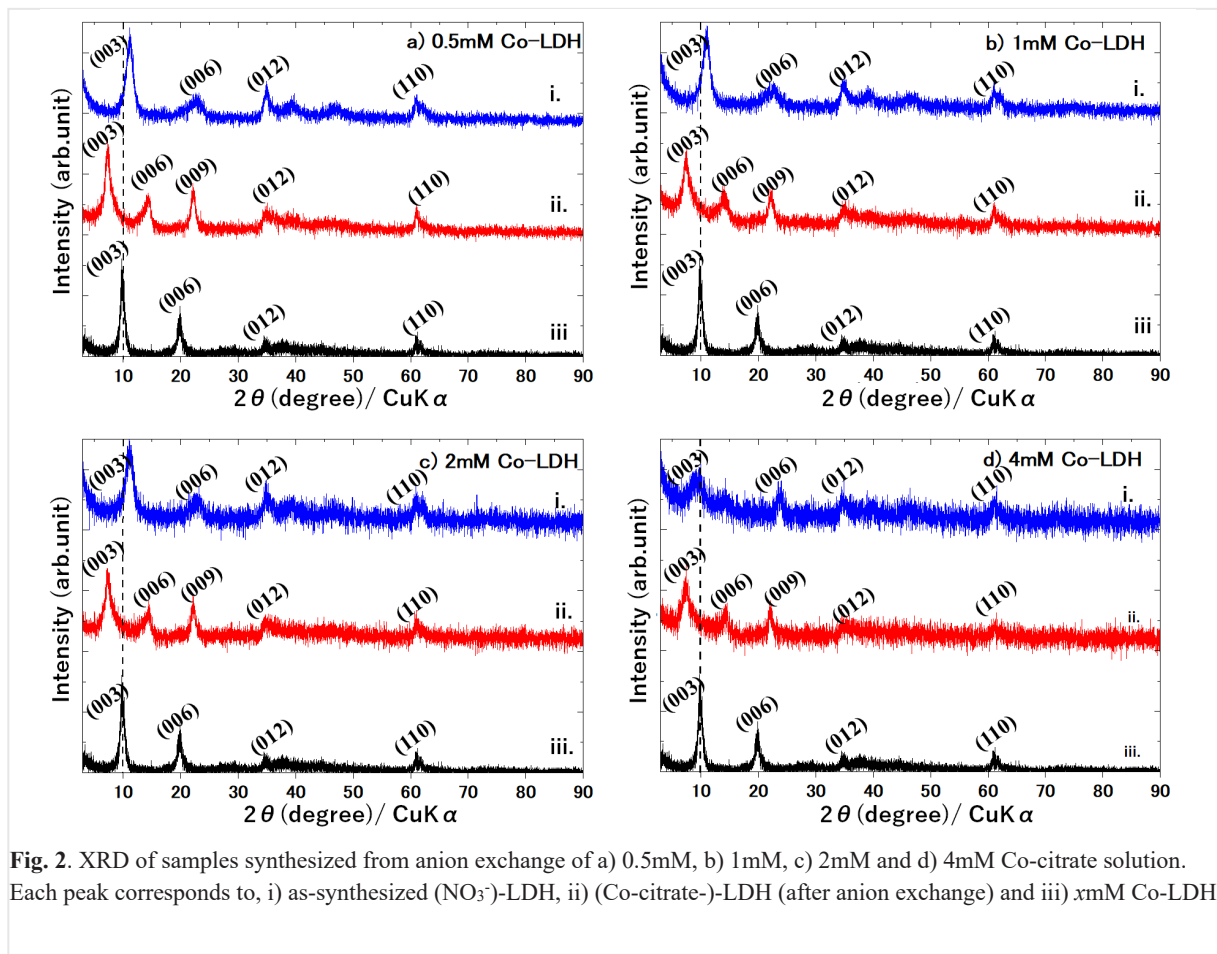 a) 0.5mM Co-LDH
(003)
(006)
(012)
(110)
i.
(003)
(006)
(009)
(012)
(110)
ii.
(003)
(006)
(012)
(110)
iii
Intensity (arb.unit)
10 20 30 40 50 60 70 80 90
2θ (degree)/ CuKα
b) 1mM Co-LDH
(003)
(006)
(012)
(110)
i.
(003)
(006)
(009)
(012)
(110)
ii.
(003)
(006)
(012)
(110)
iii
Intensity (arb.unit)
10 20 30 40 50 60 70 80 90
2θ (degree)/ CuKα
c) 2mM Co-LDH
(003)
(006)
(012)
(110)
i.
(003)
(006)
(009)
(012)
(110)
ii.
(003)
(006)
(012)
(110)
iii.
Intensity (arb.unit)
10 20 30 40 50 60 70 80 90
2θ (degree)/ CuKα
d) 4mM Co-LDH
(003)
(006)
(012)
(110)
i.
(003)
(006)
(009)
(012)
(110)
ii.
(003)
(006)
(012)
(110)
iii.
Intensity (arb.unit)
10 20 30 40 50 60 70 80 90
2θ (degree)/ CuKα
Fig. 2. XRD of samples synthesized from anion exchange of a) 0.5mM, b) 1mM, c) 2mM and d) 4mM Co-citrate solution.
Each peak corresponds to, i) as-synthesized (NO₃⁻)-LDH, ii) (Co-citrate-)-LDH (after anion exchange) and iii) xmM Co-LDH